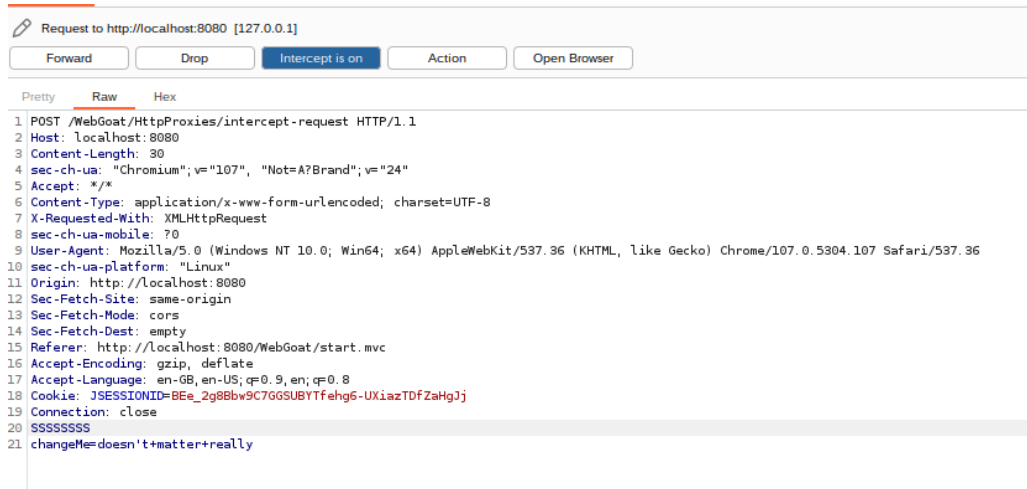 Request to http://localhost:8080 [127.0.0.1]
Forward Drop Intercept is on Action Open Browser
Pretty Raw Hex
1 POST /WebGoat/HttpProxies/intercept-request HTTP/1.1
2 Host: localhost:8080
3 Content-Length: 30
4 sec-ch-ua: "Chromium";v="107", "Not=A?Brand";v="24"
5 Accept: */*
6 Content-Type: application/x-www-form-urlencoded; charset=UTF-8
7 X-Requested-With: XMLHttpRequest
8 sec-ch-ua-mobile: ?0
9 User-Agent: Mozilla/5.0 (Windows NT 10.0; Win64; x64) AppleWebKit/537.36 (KHTML, like Gecko) Chrome/107.0.5304.107 Safari/537.36
10 sec-ch-ua-platform: "Linux"
11 Origin: http://localhost:8080
12 Sec-Fetch-Site: same-origin
13 Sec-Fetch-Mode: cors
14 Sec-Fetch-Dest: empty
15 Referer: http://localhost:8080/WebGoat/start.mvc
16 Accept-Encoding: gzip, deflate
17 Accept-Language: en-GB,en-US;q=0.9,en;q=0.8
18 Cookie: JSESSIONID=BEe_2g8Bbw9C7GGSUBYTfehg6-UXiazTDfZaHgJj
19 Connection: close
20 SSSSSSSS
21 changeMe=doesn't+matter+really